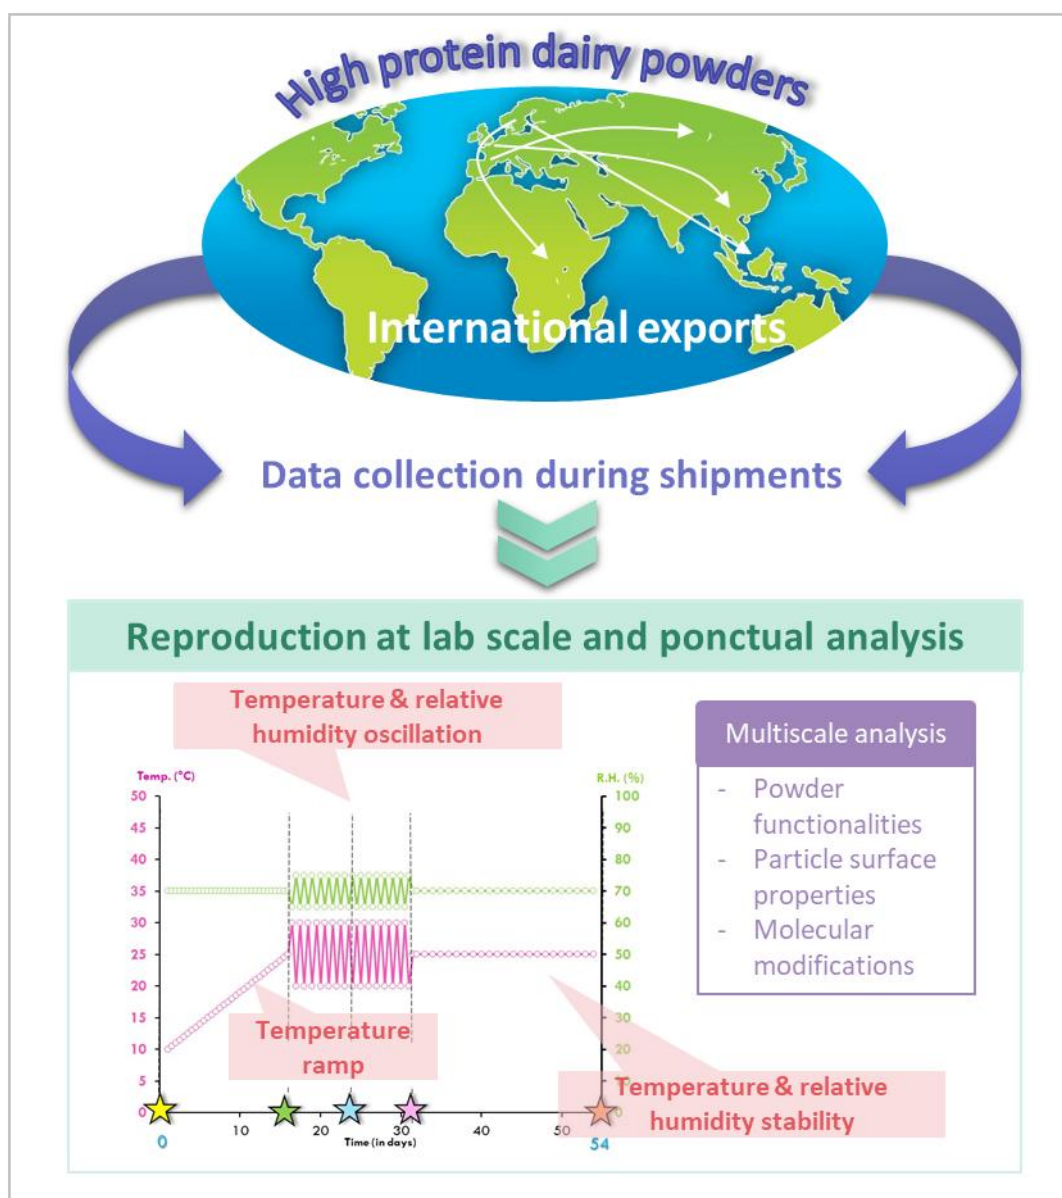 High protein dairy powders
International exports
Data collection during shipments
Reproduction at lab scale and ponctual analysis
Temperature & relative
humidity oscillation
Multiscale analysis
- Powder
functionalities
- Particle surface
properties
- Molecular
modifications
Temp. (°C)
R.H. (%)
50
45
40
35
30
25
20
15
10
5
0
100
90
80
70
60
50
40
30
20
0
Temperature
ramp
Temperature & relative
humidity stability
10
20
30
40
50
Time (in days)
0
54